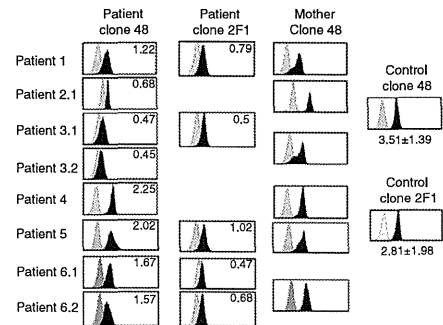 Patient clone 48
Patient clone 2F1
Mother Clone 48
Patient 1
1.22
0.79
Patient 2.1
0.68
Patient 3.1
0.47
0.5
Patient 3.2
0.45
Patient 4
2.25
Patient 5
2.02
1.02
Patient 6.1
1.67
0.47
Patient 6.2
1.57
0.68
Control clone 48
3.51±1.39
Control clone 2F1
2.81±1.98